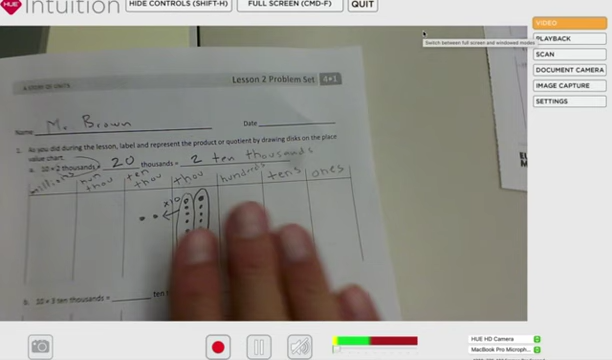 HUE Intuition
HIDE CONTROLS (SHIFT-H)
FULL SCREEN (CMD-F)
QUIT
VIDEO
PLAYBACK
SCAN
DOCUMENT CAMERA
IMAGE CAPTURE
SETTINGS
Switch between full screen and windowed modes
A STORY OF UNITS
Lesson 2 Problem Set 4•1
Name Mr. Brown Date
1. As you did during the lesson, label and represent the product or quotient by drawing disks on the place
value chart.
a. 10 × 2 thousands = 20 thousands = 2 ten thousands
millions hun thou ten thou thou hundreds tens ones
x10
b. 10 × 3 ten thousands = ten
HUE HD Camera
MacBook Pro Microph...